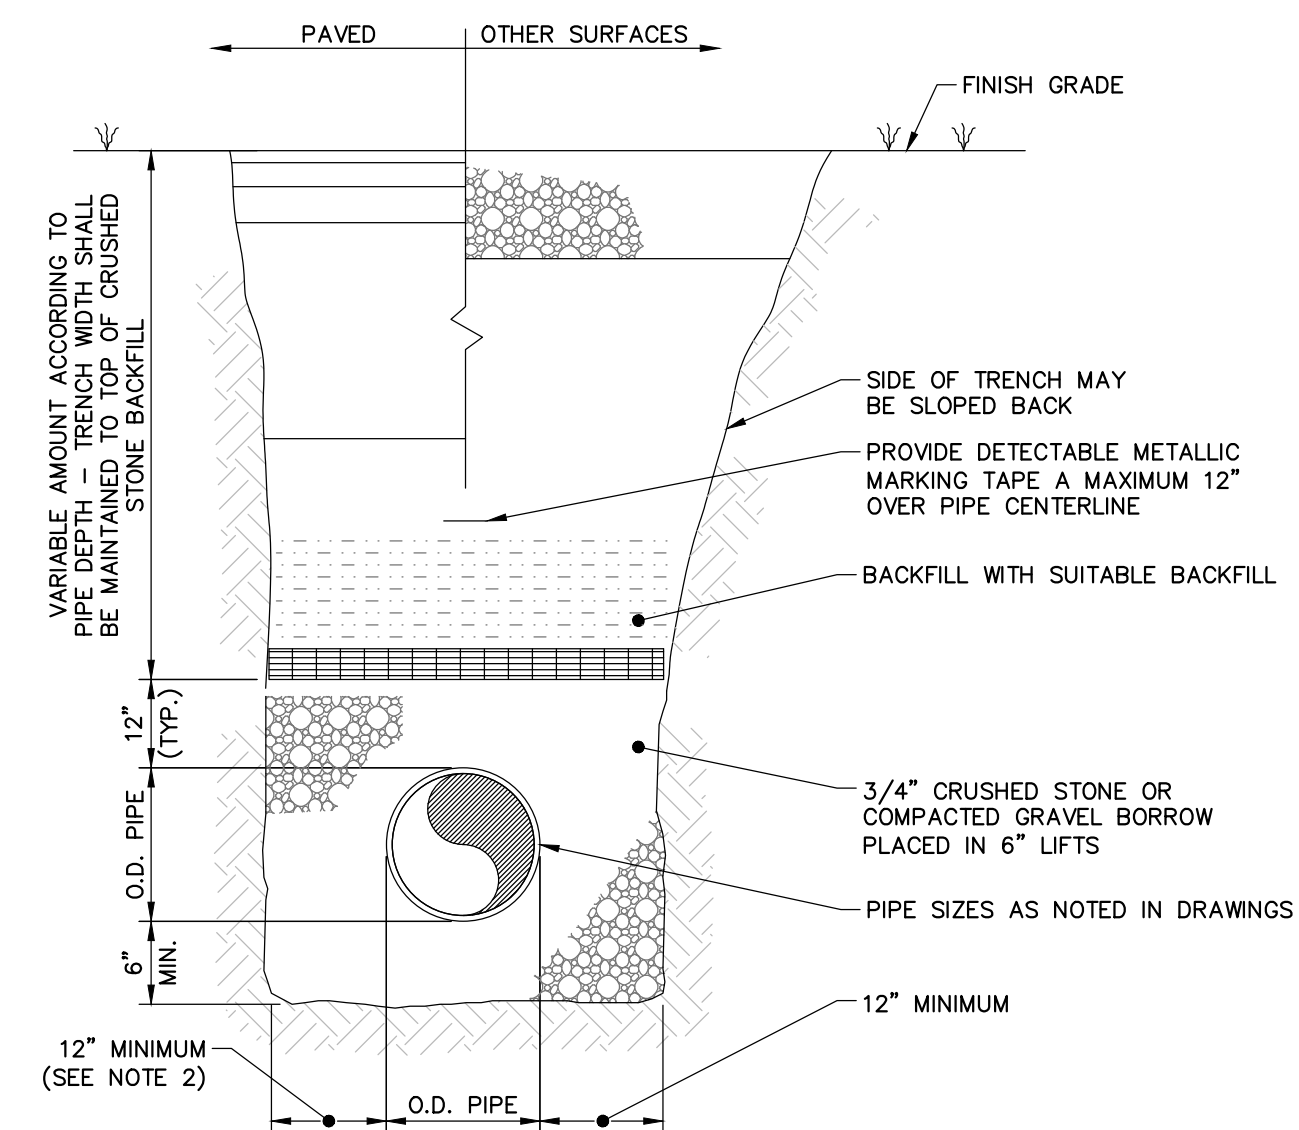 PAVED
OTHER SURFACES
FINISH GRADE
VARIABLE AMOUNT ACCORDING TO
PIPE DEPTH – TRENCH WIDTH SHALL
BE MAINTAINED TO TOP OF CRUSHED
STONE BACKFILL
SIDE OF TRENCH MAY
BE SLOPED BACK
PROVIDE DETECTABLE METALLIC
MARKING TAPE A MAXIMUM 12"
OVER PIPE CENTERLINE
BACKFILL WITH SUITABLE BACKFILL
12"
(TYP.)
3/4" CRUSHED STONE OR
COMPACTED GRAVEL BORROW
PLACED IN 6" LIFTS
O.D. PIPE
PIPE SIZES AS NOTED IN DRAWINGS
6"
MIN.
12" MINIMUM
12" MINIMUM
(SEE NOTE 2)
O.D. PIPE